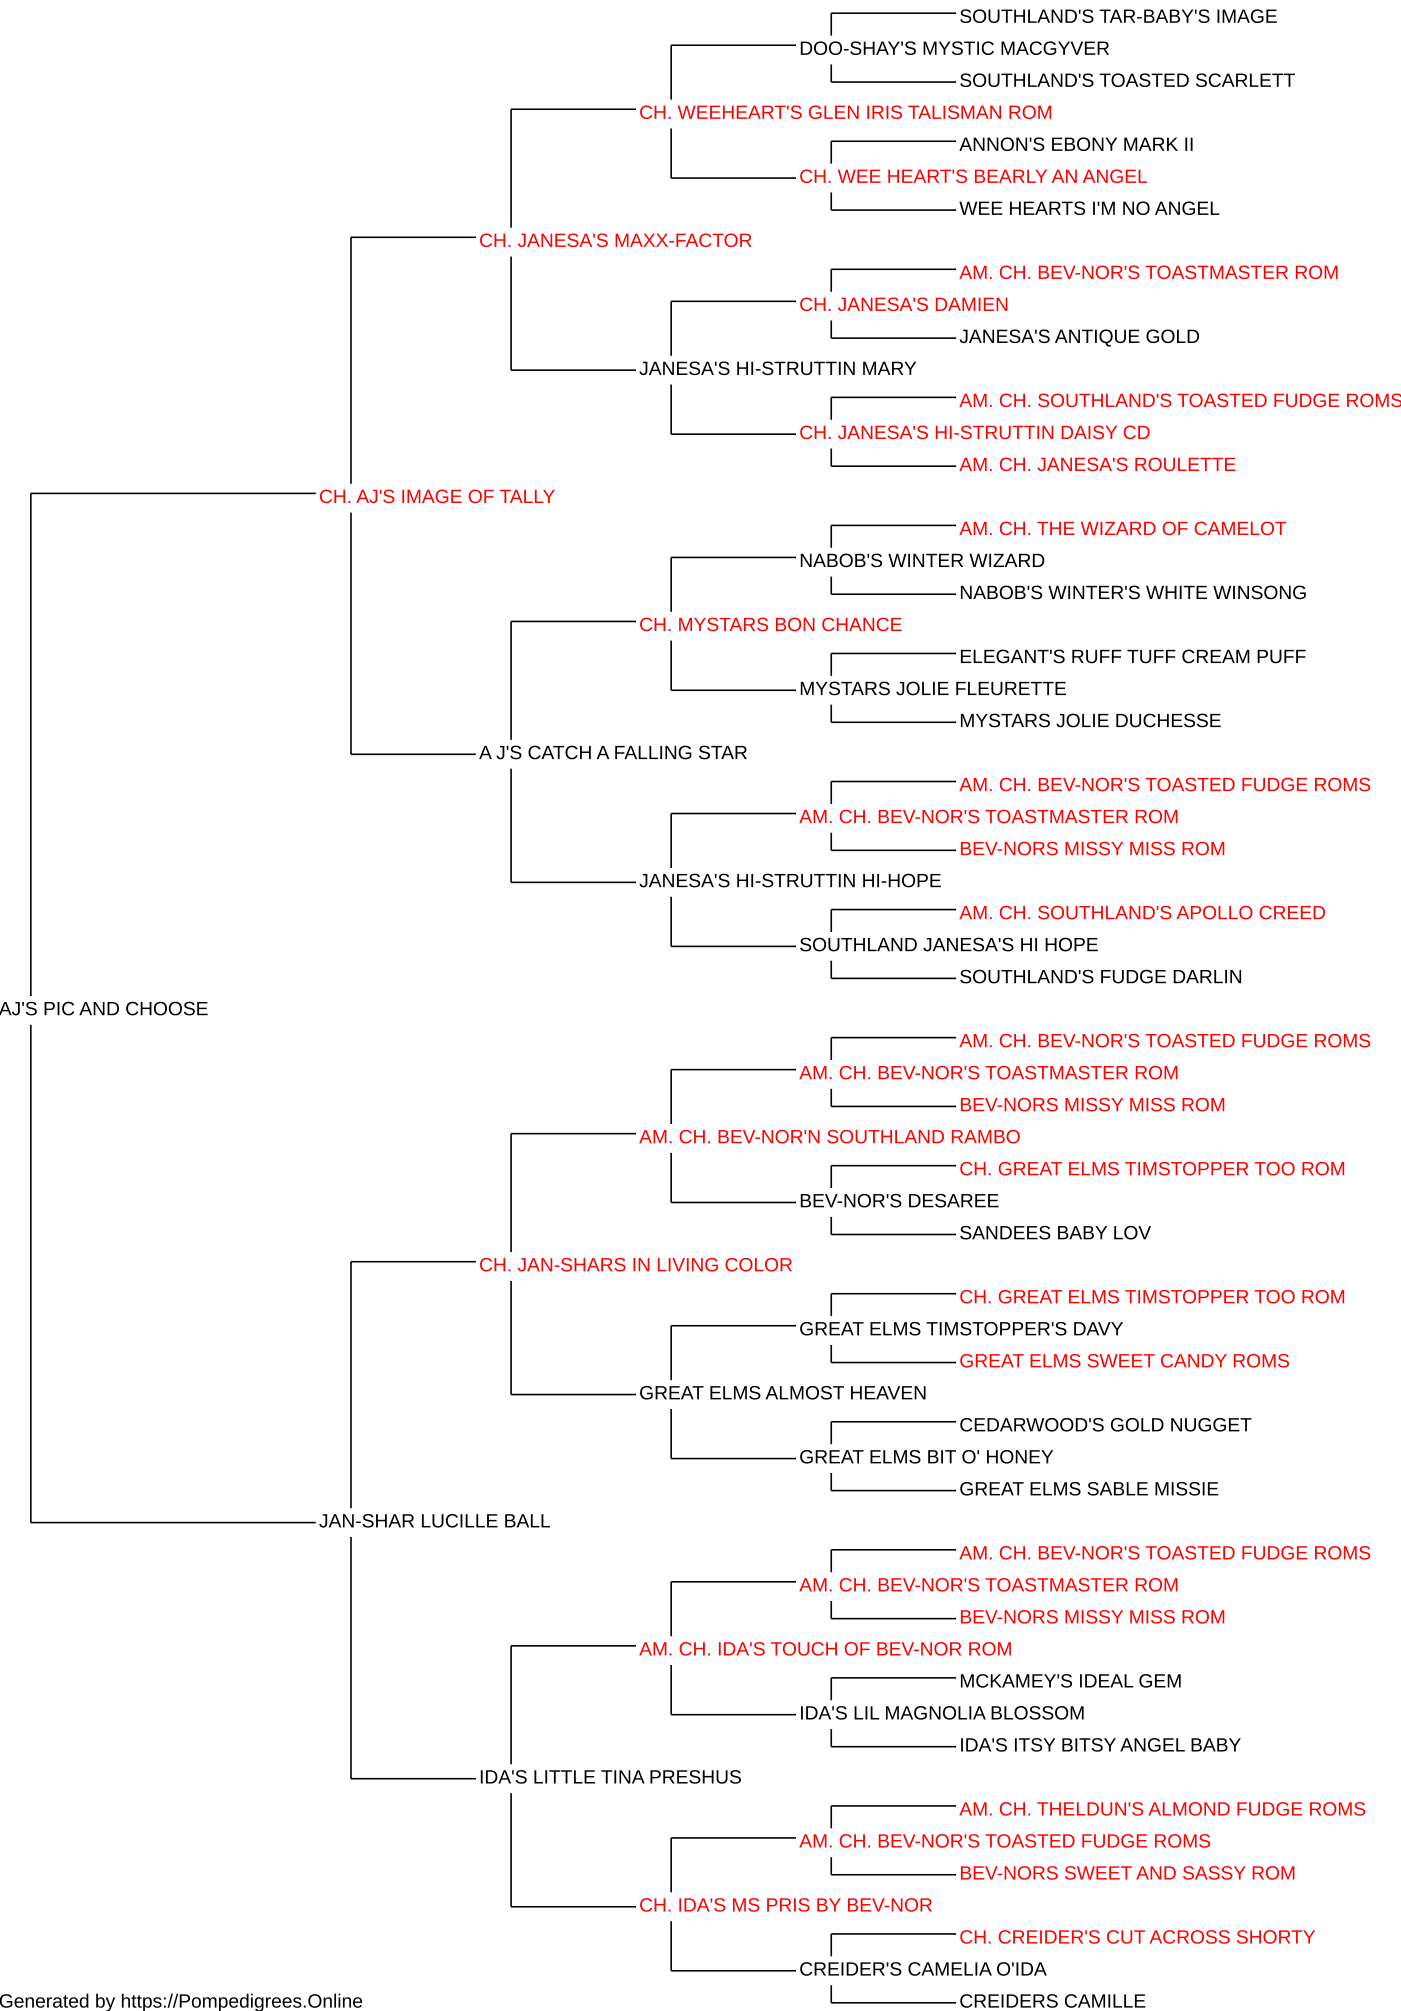 SOUTHLAND'S TAR-BABY'S IMAGE
DOO-SHAY'S MYSTIC MACGYVER
SOUTHLAND'S TOASTED SCARLETT
CH. WEEHEART'S GLEN IRIS TALISMAN ROM
ANNON'S EBONY MARK II
CH. WEE HEART'S BEARLY AN ANGEL
WEE HEARTS I'M NO ANGEL
CH. JANESA'S MAXX-FACTOR
AM. CH. BEV-NOR'S TOASTMASTER ROM
CH. JANESA'S DAMIEN
JANESA'S ANTIQUE GOLD
JANESA'S HI-STRUTTIN MARY
AM. CH. SOUTHLAND'S TOASTED FUDGE ROMS
CH. JANESA'S HI-STRUTTIN DAISY CD
AM. CH. JANESA'S ROULETTE
CH. AJ'S IMAGE OF TALLY
AM. CH. THE WIZARD OF CAMELOT
NABOB'S WINTER WIZARD
NABOB'S WINTER'S WHITE WINSONG
CH. MYSTARS BON CHANCE
ELEGANT'S RUFF TUFF CREAM PUFF
MYSTARS JOLIE FLEURETTE
MYSTARS JOLIE DUCHESSE
A J'S CATCH A FALLING STAR
AM. CH. BEV-NOR'S TOASTED FUDGE ROMS
AM. CH. BEV-NOR'S TOASTMASTER ROM
BEV-NORS MISSY MISS ROM
JANESA'S HI-STRUTTIN HI-HOPE
AM. CH. SOUTHLAND'S APOLLO CREED
SOUTHLAND JANESA'S HI HOPE
SOUTHLAND'S FUDGE DARLIN
AJ'S PIC AND CHOOSE
AM. CH. BEV-NOR'S TOASTED FUDGE ROMS
AM. CH. BEV-NOR'S TOASTMASTER ROM
BEV-NORS MISSY MISS ROM
AM. CH. BEV-NOR'N SOUTHLAND RAMBO
CH. GREAT ELMS TIMSTOPPER TOO ROM
BEV-NOR'S DESAREE
SANDEES BABY LOV
CH. JAN-SHARS IN LIVING COLOR
CH. GREAT ELMS TIMSTOPPER TOO ROM
GREAT ELMS TIMSTOPPER'S DAVY
GREAT ELMS SWEET CANDY ROMS
GREAT ELMS ALMOST HEAVEN
CEDARWOOD'S GOLD NUGGET
GREAT ELMS BIT O' HONEY
GREAT ELMS SABLE MISSIE
JAN-SHAR LUCILLE BALL
AM. CH. BEV-NOR'S TOASTED FUDGE ROMS
AM. CH. BEV-NOR'S TOASTMASTER ROM
BEV-NORS MISSY MISS ROM
AM. CH. IDA'S TOUCH OF BEV-NOR ROM
MCKAMEY'S IDEAL GEM
IDA'S LIL MAGNOLIA BLOSSOM
IDA'S ITSY BITSY ANGEL BABY
IDA'S LITTLE TINA PRESHUS
AM. CH. THELDUN'S ALMOND FUDGE ROMS
AM. CH. BEV-NOR'S TOASTED FUDGE ROMS
BEV-NORS SWEET AND SASSY ROM
CH. IDA'S MS PRIS BY BEV-NOR
CH. CREIDER'S CUT ACROSS SHORTY
CREIDER'S CAMELIA O'IDA
CREIDERS CAMILLE
Generated by https://Pompedigrees.Online